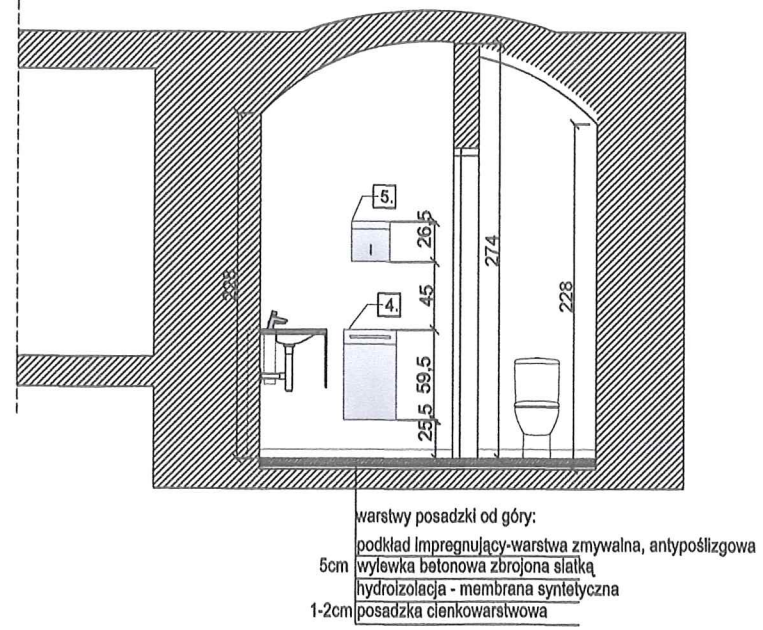 5.
26,5
274
45
228
228
4.
59,5
25,5
warstwy posadzki od góry:
podkład impregnujący-warstwa zmywalna, antypoślizgowa
5cm wylewka betonowa zbrojona siatką
hydroizolacja - membrana syntetyczna
1-2cm posadzka cienkowarstwowa